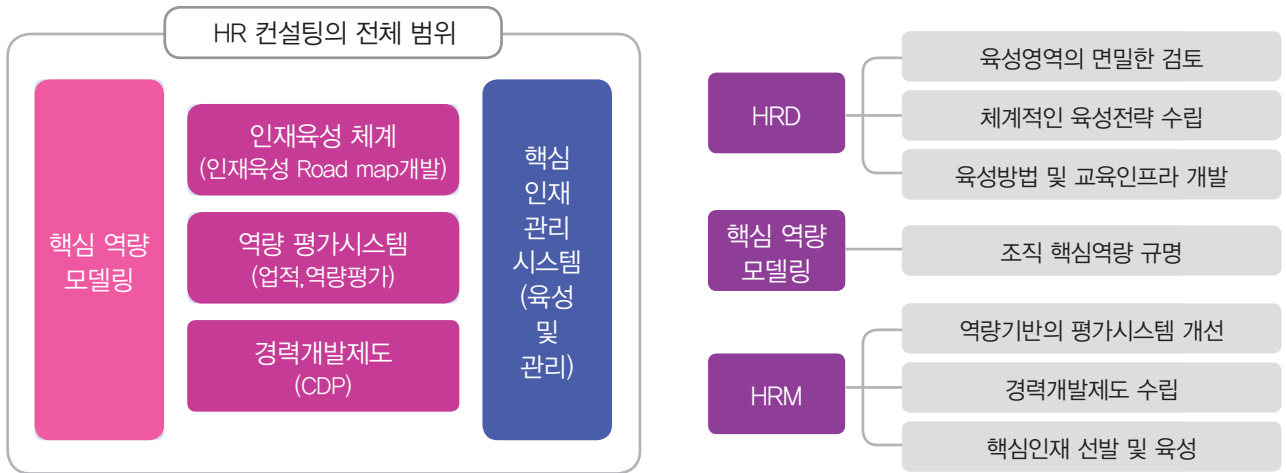 HR 컨설팅의 전체 범위
핵심 역량
모델링
인재육성 체계
(인재육성 Road map개발)
역량 평가시스템
(업적,역량평가)
경력개발제도
(CDP)
핵심
인재
관리
시스템
(육성
및
관리)
HRD
육성영역의 면밀한 검토
체계적인 육성전략 수립
육성방법 및 교육인프라 개발
핵심 역량
모델링
조직 핵심역량 규명
HRM
역량기반의 평가시스템 개선
경력개발제도 수립
핵심인재 선발 및 육성